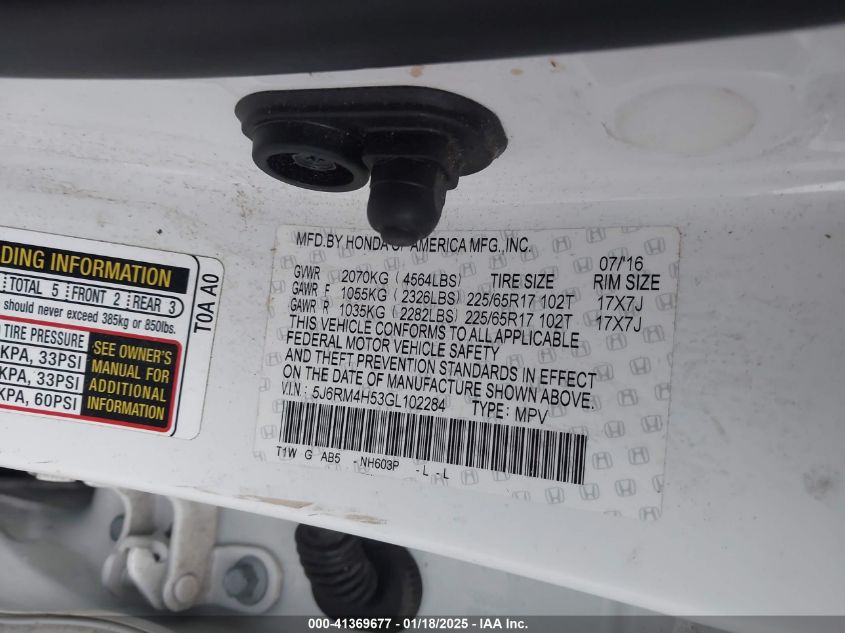 MFD.BY HONDA OF AMERICA MFG.,INC.
07/'16
GVWR 2070KG ( 4564LBS) TIRE SIZE RIM SIZE
GAWR F 1055KG ( 2326LBS) 225/65R17 102T 17X7J
GAWR R 1035KG ( 2282LBS) 225/65R17 102T 17X7J
THIS VEHICLE CONFORMS TO ALL APPLICABLE
FEDERAL MOTOR VEHICLE SAFETY
AND THEFT PREVENTION STANDARDS IN EFFECT
ON THE DATE OF MANUFACTURE SHOWN ABOVE.
V.I.N: 5J6RM4H53GL102284 TYPE: MPV
T1W G AB5 -NH603P -L -L
DING INFORMATION
TOTAL 5 FRONT 2 REAR 3
should never exceed 385kg or 850lbs.
TIRE PRESSURE
KPA, 33PSI
KPA, 33PSI
KPA, 60PSI
SEE OWNER'S
MANUAL FOR
ADDITIONAL
INFORMATION
T0A A0
000-41369677 - 01/18/2025 - IAA Inc.